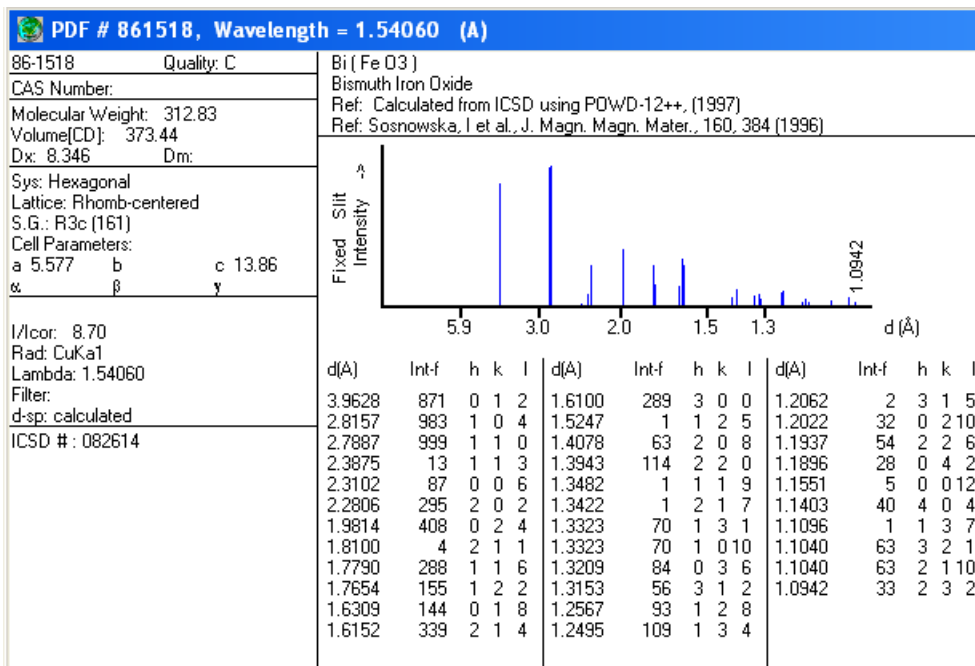 PDF # 861518, Wavelength = 1.54060 (A)
86-1518 Quality: C
CAS Number:
Molecular Weight: 312.83
Volume[CD]: 373.44
Dx: 8.346 Dm:
Sys: Hexagonal
Lattice: Rhomb-centered
S.G.: R3c (161)
Cell Parameters:
a 5.577 b c 13.86
α β γ
I/Icor: 8.70
Rad: CuKa1
Lambda: 1.54060
Filter:
d-sp: calculated
ICSD # : 082614
Bi ( Fe O3 )
Bismuth Iron Oxide
Ref: Calculated from ICSD using POWD-12++, (1997)
Ref: Sosnowska, I et al., J. Magn. Magn. Mater., 160, 384 (1996)
Fixed Slit
Intensity ->
1.0942
5.9 3.0 2.0 1.5 1.3 d (Å)
d(A) Int-f h k l d(A) Int-f h k l d(A) Int-f h k l
3.9628 871 0 1 2 1.6100 289 3 0 0 1.2062 2 3 1 5
2.8157 983 1 0 4 1.5247 1 1 2 5 1.2022 32 0 2 10
2.7887 999 1 1 0 1.4078 63 2 0 8 1.1937 54 2 2 6
2.3875 13 1 1 3 1.3943 114 2 2 0 1.1896 28 0 4 2
2.3102 87 0 0 6 1.3482 1 1 1 9 1.1551 5 0 0 12
2.2806 295 2 0 2 1.3422 1 2 1 7 1.1403 40 4 0 4
1.9814 408 0 2 4 1.3323 70 1 3 1 1.1096 1 1 3 7
1.8100 4 2 1 1 1.3323 70 1 0 10 1.1040 63 3 2 1
1.7790 288 1 1 6 1.3209 84 0 3 6 1.1040 63 2 1 10
1.7654 155 1 2 2 1.3153 56 3 1 2 1.0942 33 2 3 2
1.6309 144 0 1 8 1.2567 93 1 2 8
1.6152 339 2 1 4 1.2495 109 1 3 4